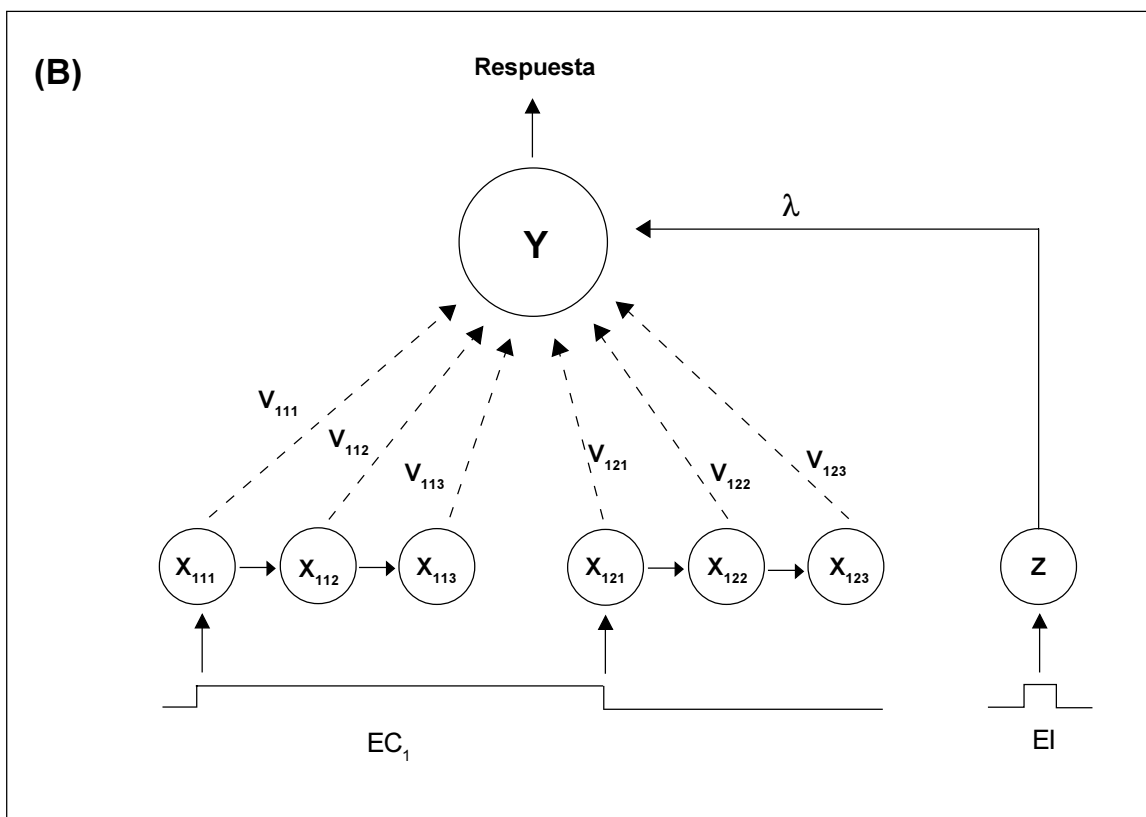 (B)
Respuesta
λ
Y
V₁₁₁
V₁₁₂
V₁₁₃
V₁₂₁
V₁₂₂
V₁₂₃
X₁₁₁
X₁₁₂
X₁₁₃
X₁₂₁
X₁₂₂
X₁₂₃
Z
EC₁
EI